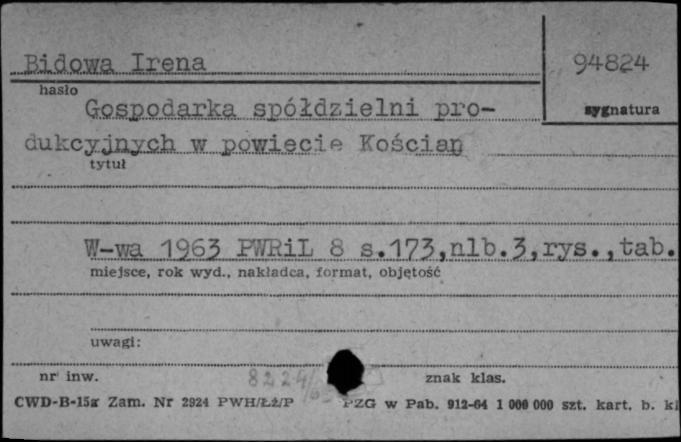 Bidowa Irena
94824
hasło
sygnatura
Gospodarka spółdzielni pro-
dukcyjnych w powiecie Kościan
tytuł
W-wa 1963 PWRiL 8 s.173,nlb.3,rys.,tab.
miejsce, rok wyd., nakładca, format, objętość
uwagi:
nr inw.
znak klas.
CWD-B-15a Zam. Nr 2924 PWH/Łż/P PZG w Pab. 912-64 1 000 000 szt. kart. b. kl